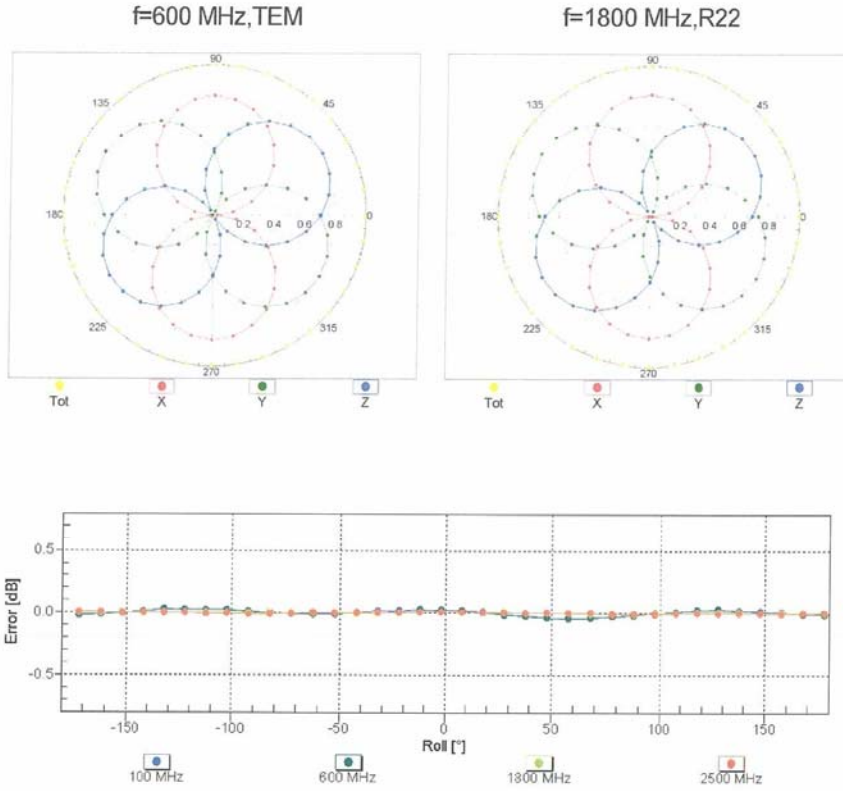 f=600 MHz,TEM
f=1800 MHz,R22
90
135
45
180
0.2 0.4 0.6 0.8
0
225
315
270
Tot X Y Z
90
135
45
180
0.2 0.4 0.6 0.8
0
225
315
270
Tot X Y Z
Error [dB]
0.5
0.0
-0.5
-150 -100 -50 0 50 100 150
Roll [°]
100 MHz 600 MHz 1800 MHz 2500 MHz